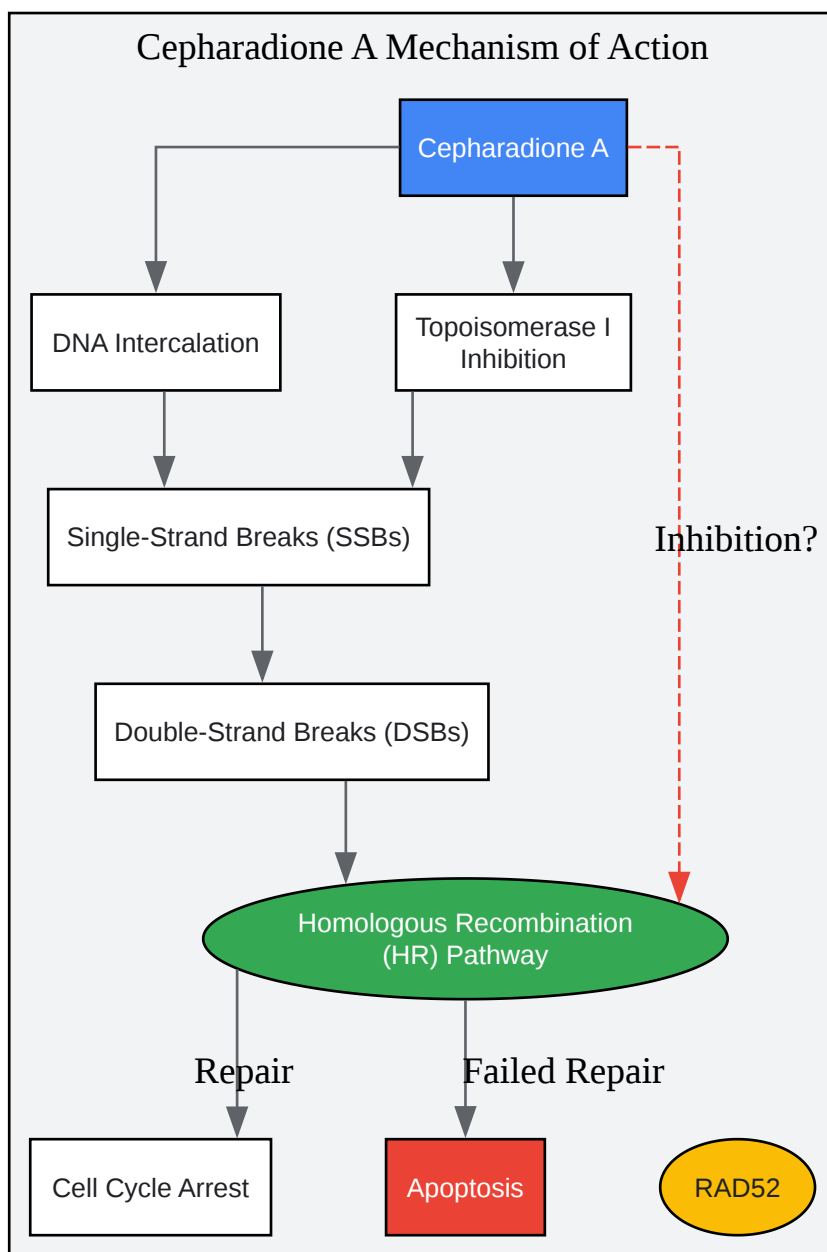 Cepharadione A Mechanism of Action
Cepharadione A
DNA Intercalation
Topoisomerase I
Inhibition
Single-Strand Breaks (SSBs)
Inhibition?
Double-Strand Breaks (DSBs)
Homologous Recombination
(HR) Pathway
Repair
Failed Repair
Cell Cycle Arrest
Apoptosis
RAD52